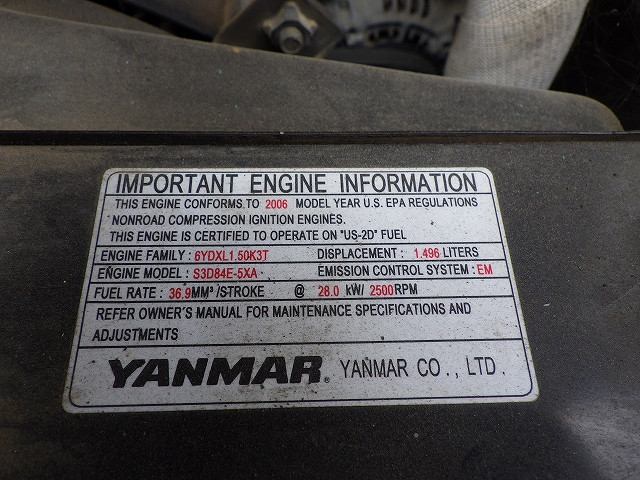 IMPORTANT ENGINE INFORMATION
THIS ENGINE CONFORMS TO 2006 MODEL YEAR U.S. EPA REGULATIONS
NONROAD COMPRESSION IGNITION ENGINES.
THIS ENGINE IS CERTIFIED TO OPERATE ON "US-2D" FUEL
ENGINE FAMILY : 6YDXL1.50K3T DISPLACEMENT : 1.496 LITERS
ENGINE MODEL : S3D84E-5XA EMISSION CONTROL SYSTEM : EM
FUEL RATE : 36.9MM³/STROKE @ 28.0 kW/ 2500RPM
REFER OWNER'S MANUAL FOR MAINTENANCE SPECIFICATIONS AND
ADJUSTMENTS
YANMAR® YANMAR CO., LTD.